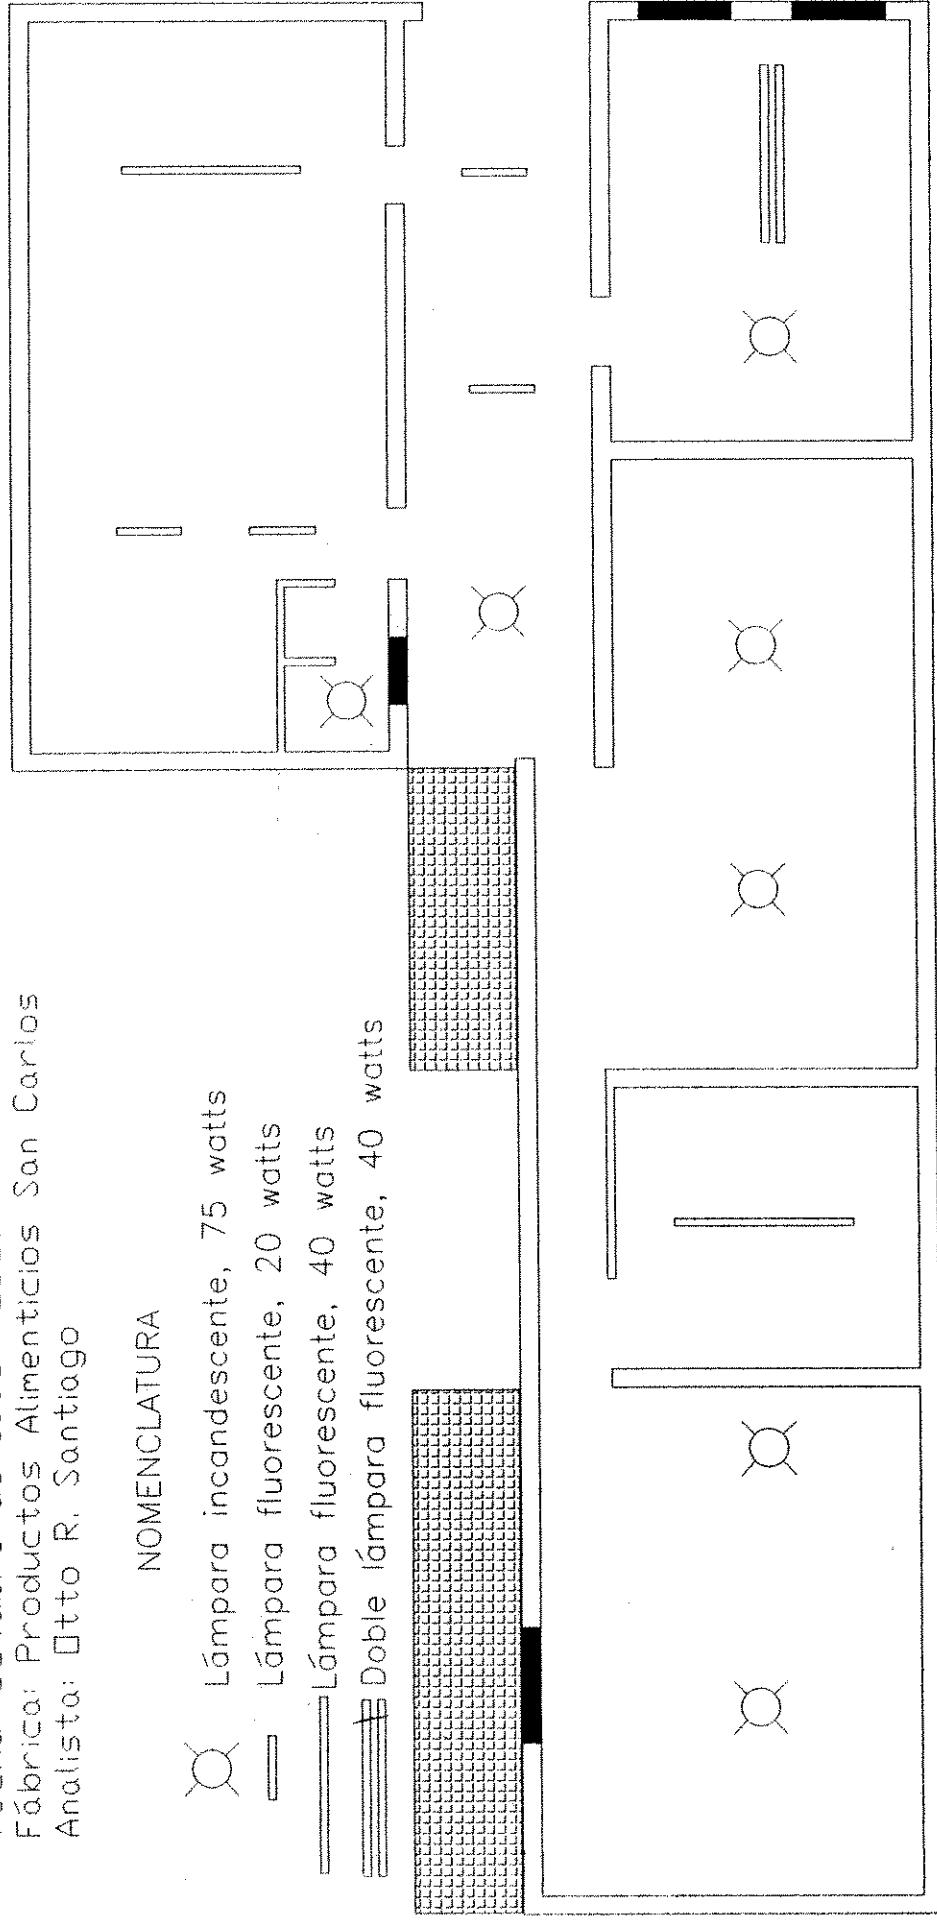 Fábrica: Productos Alimenticios San Carlos
Analista: Otto R. Santiago
NOMENCLATURA
Lámpara incandescente, 75 watts
Lámpara fluorescente, 20 watts
Lámpara fluorescente, 40 watts
Doble lámpara fluorescente, 40 watts